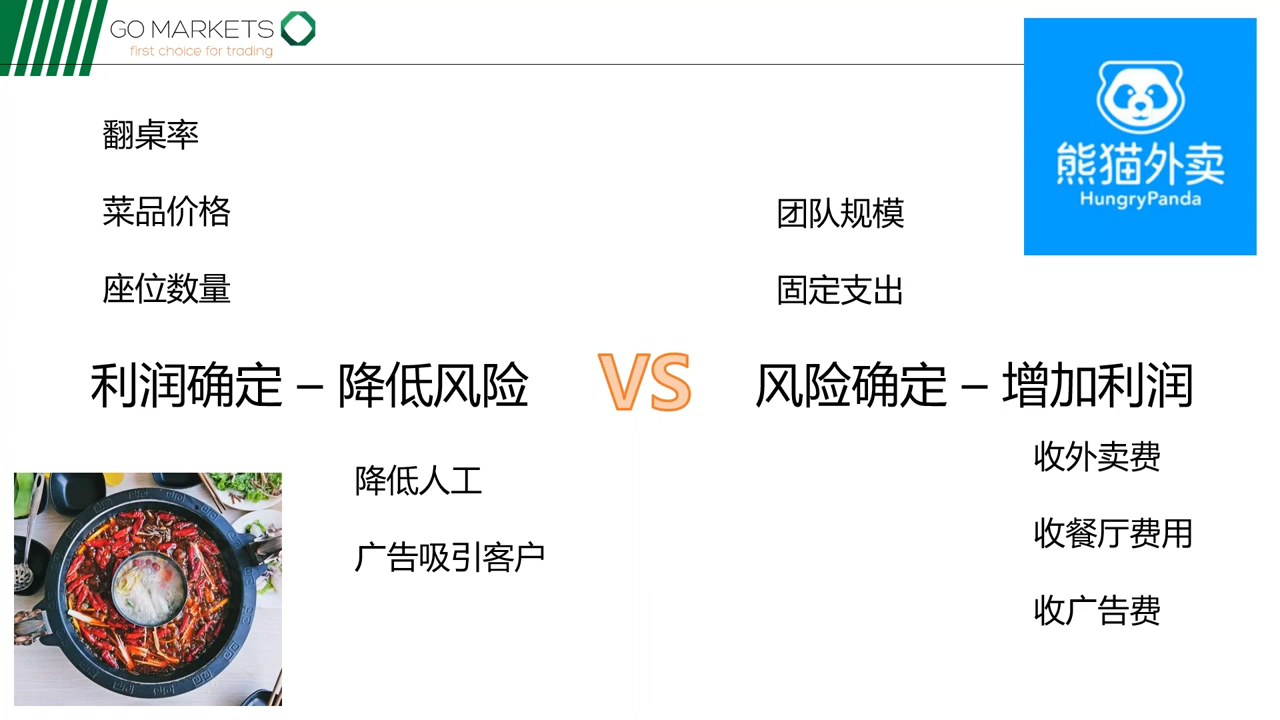 GO MARKETS
first choice for trading
熊猫外卖
HungryPanda
翻桌率
菜品价格
座位数量
团队规模
固定支出
利润确定 – 降低风险
VS
风险确定 – 增加利润
降低人工
广告吸引客户
收外卖费
收餐厅费用
收广告费